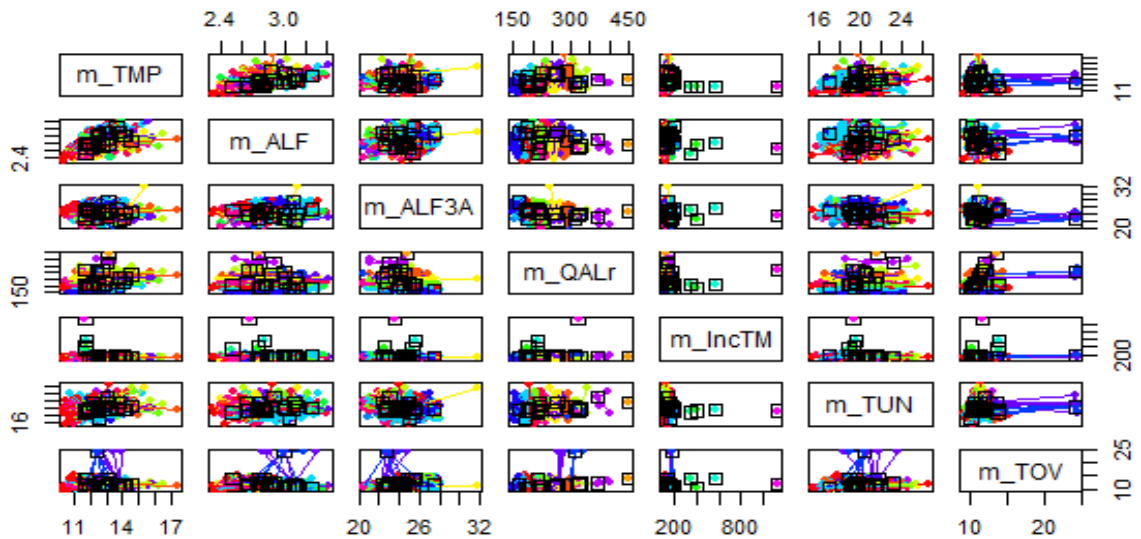 2.4 3.0 150 300 450 16 20 24
m_TMP 11
2.4 m_ALF
m_ALF3A 20 32
150 m_QALr
m_IncTM 200
16 m_TUN
m_TOV 10 25
11 14 17 20 26 32 200 800 10 20